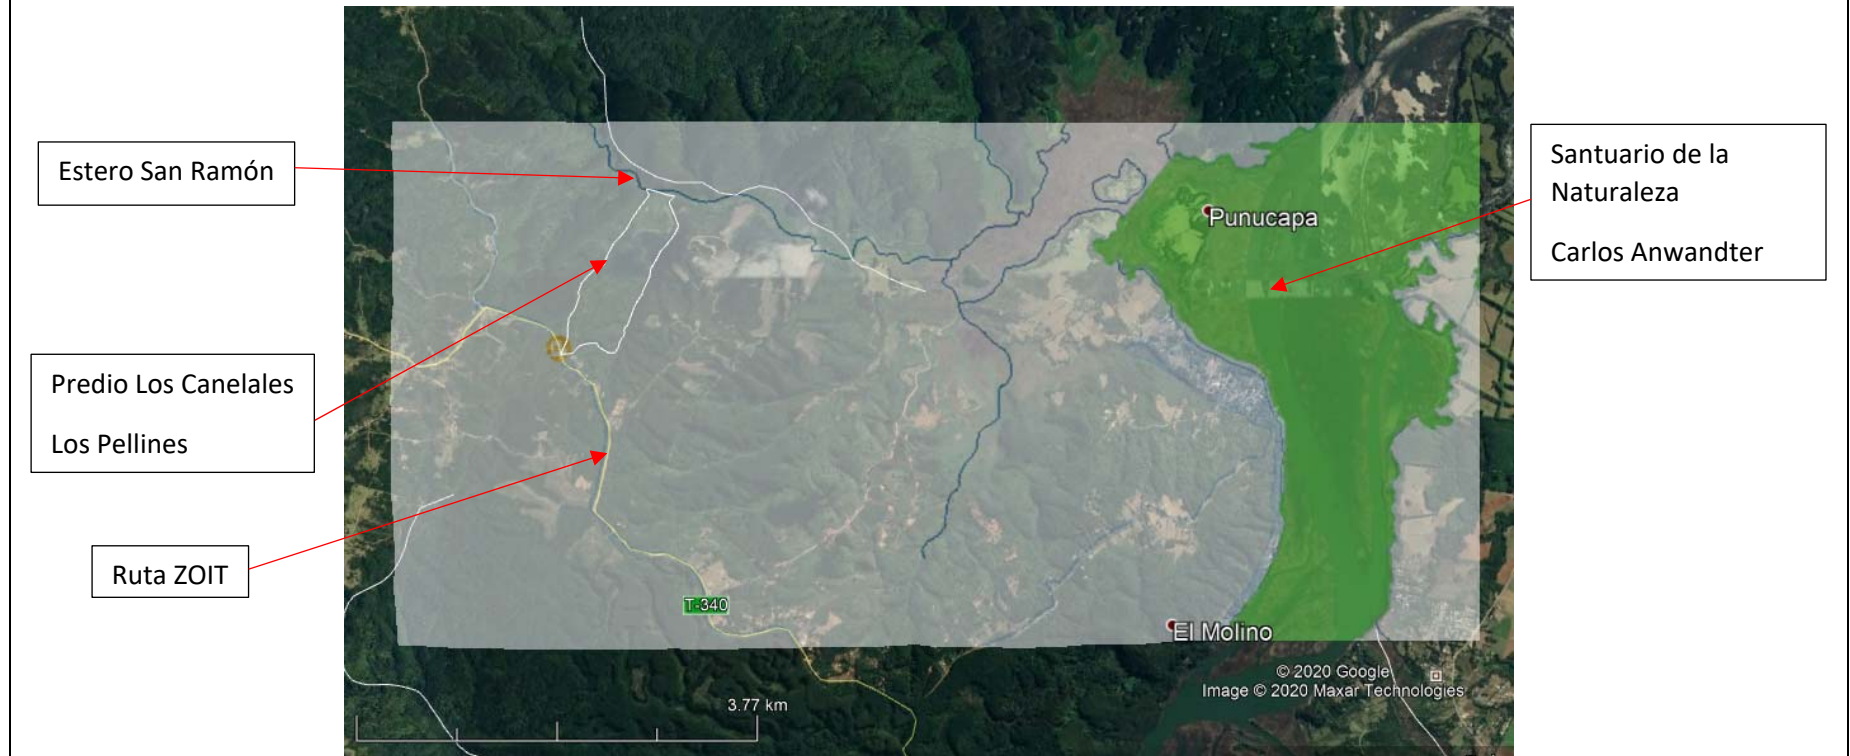 Estero San Ramón
Predio Los Canelales
Los Pellines
Ruta ZOIT
Santuario de la
Naturaleza
Carlos Anwandter
Punucapa
T-340
El Molino
3.77 km
© 2020 Google
Image © 2020 Maxar Technologies